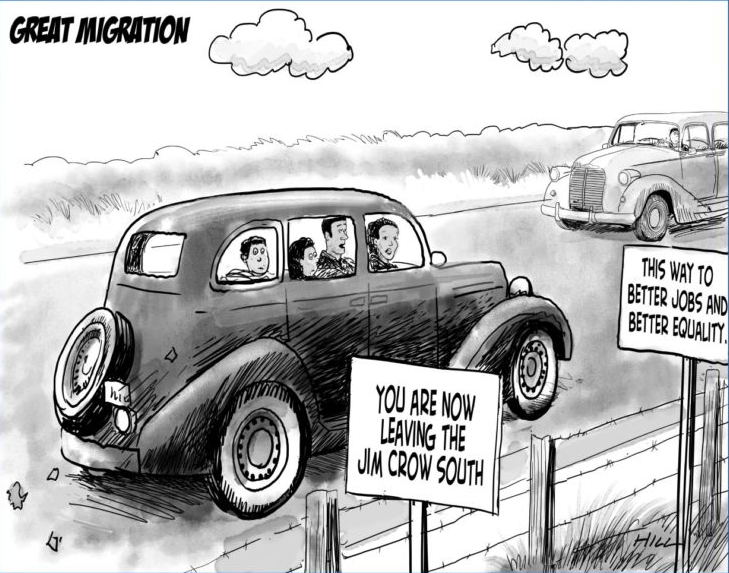 GREAT MIGRATION
THIS WAY TO
BETTER JOBS AND
BETTER EQUALITY.
YOU ARE NOW
LEAVING THE
JIM CROW SOUTH
HILL